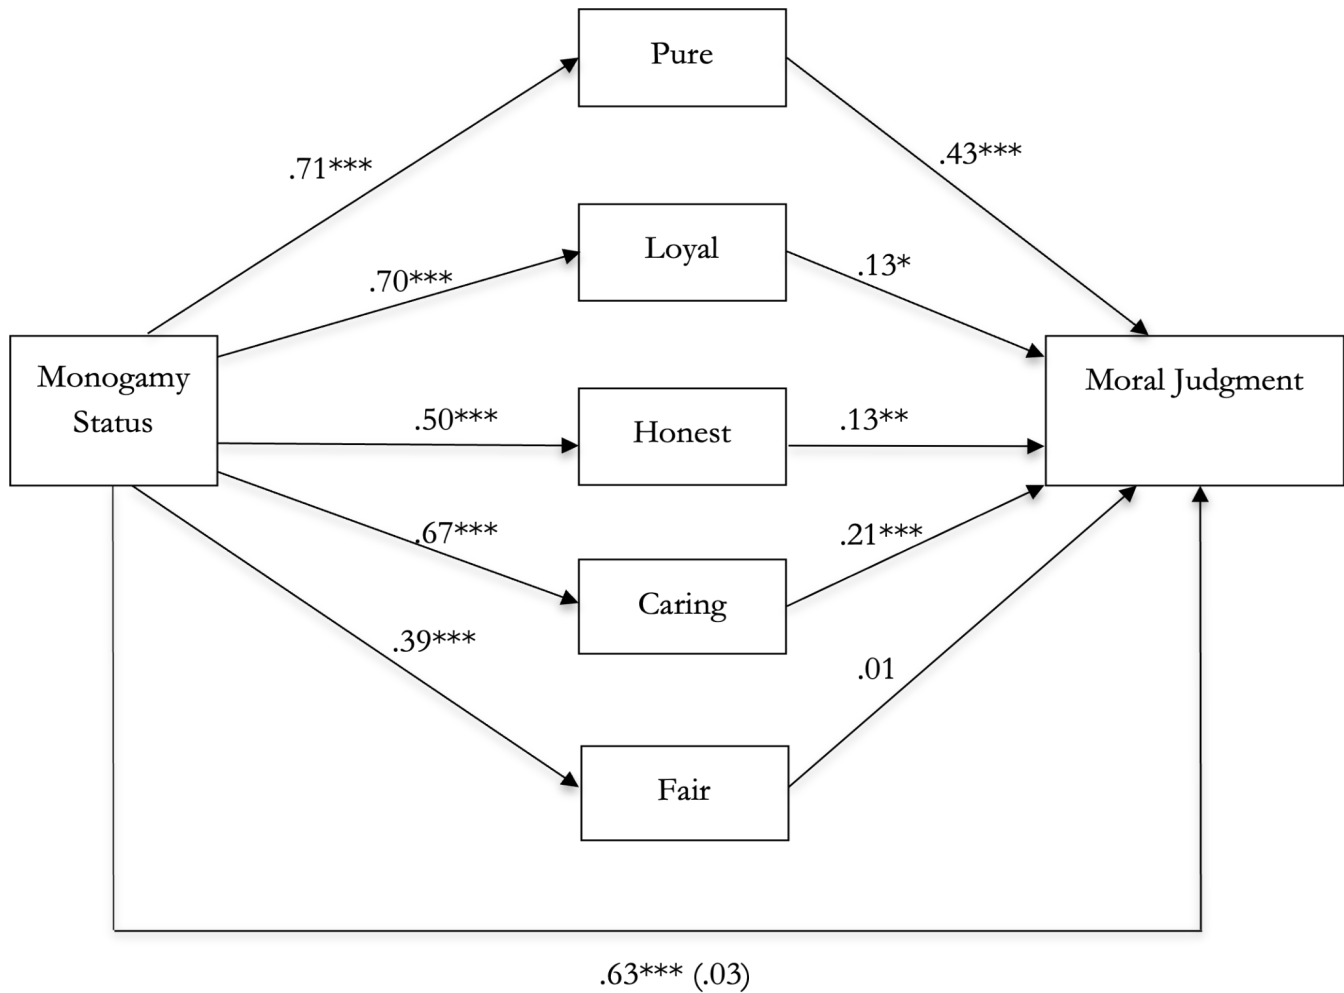 Pure
.71***
.43***
Loyal
.70***
.13*
Monogamy
Status
Moral Judgment
.50***
Honest
.13**
.67***
.21***
Caring
.39***
.01
Fair
.63*** (.03)